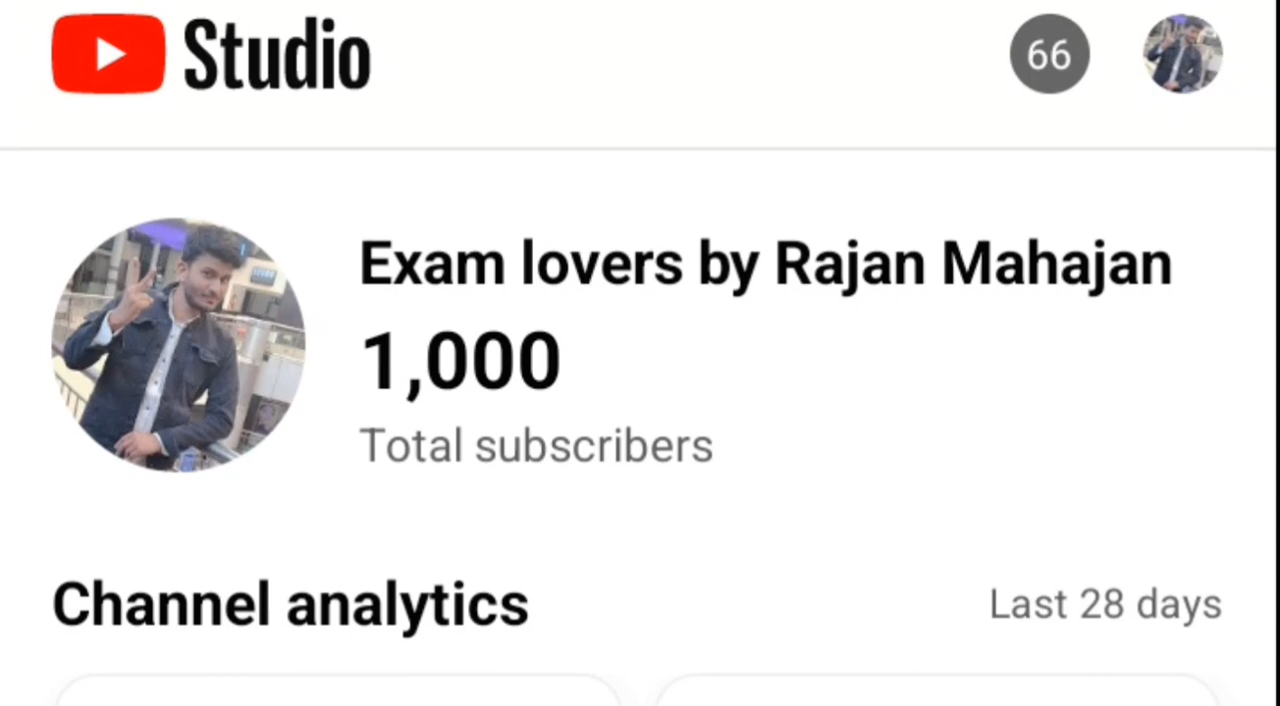 Studio
66
Exam lovers by Rajan Mahajan
1,000
Total subscribers
Channel analytics
Last 28 days